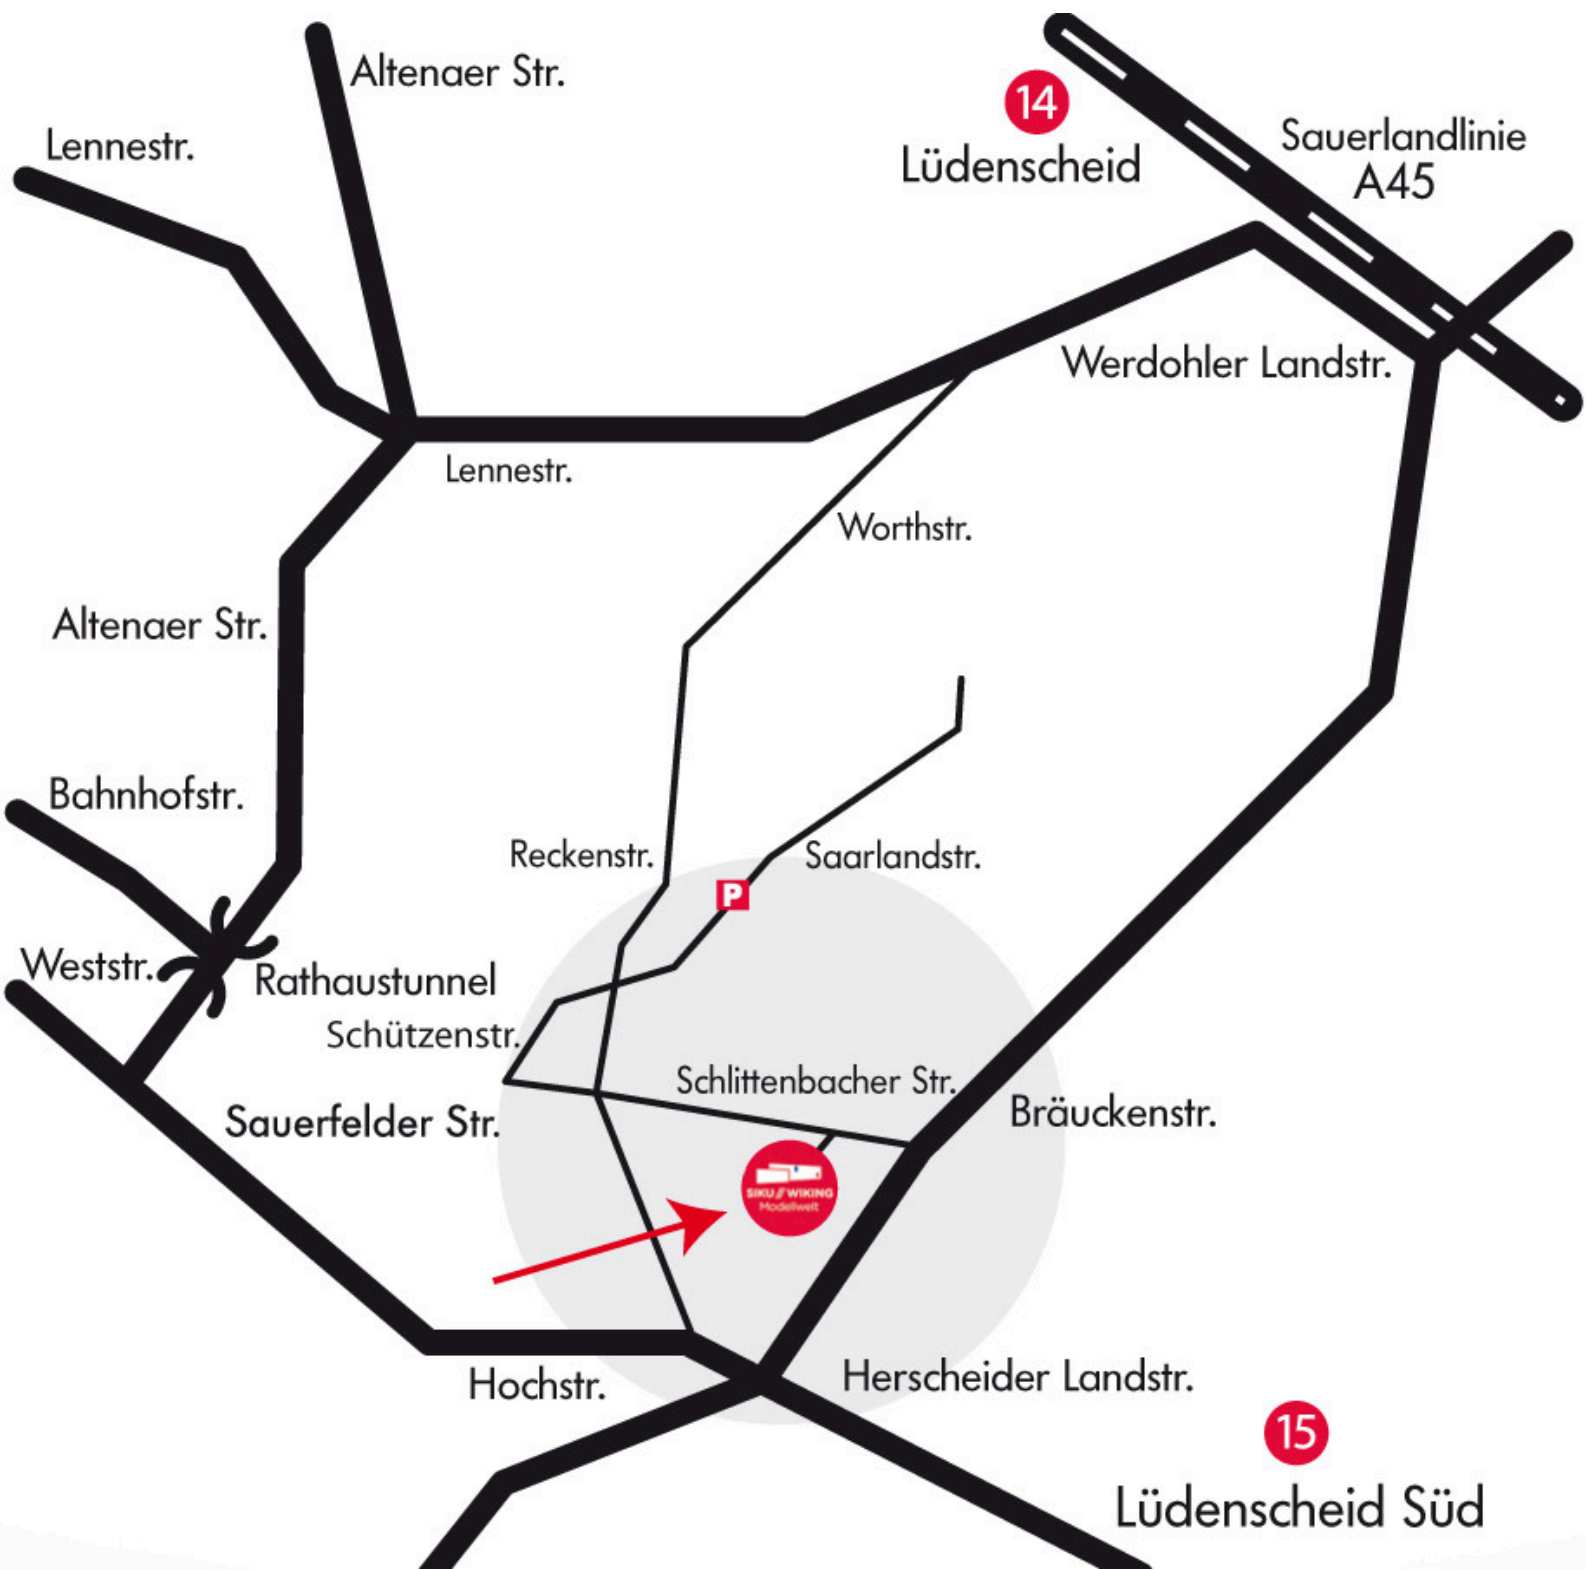 Altenaer Str.
14
Lennestr.
Lüdenscheid
Sauerlandlinie
A45
Werdohler Landstr.
Lennestr.
Worthstr.
Altenaer Str.
Bahnhofstr.
Reckenstr.
Saarlandstr.
P
Weststr.
Rathaustunnel
Schützenstr.
Schlittenbacher Str.
Sauerfelder Str.
Bräuckenstr.
SIKU//WIKING
Modellwelt
Hochstr.
Herscheider Landstr.
15
Lüdenscheid Süd